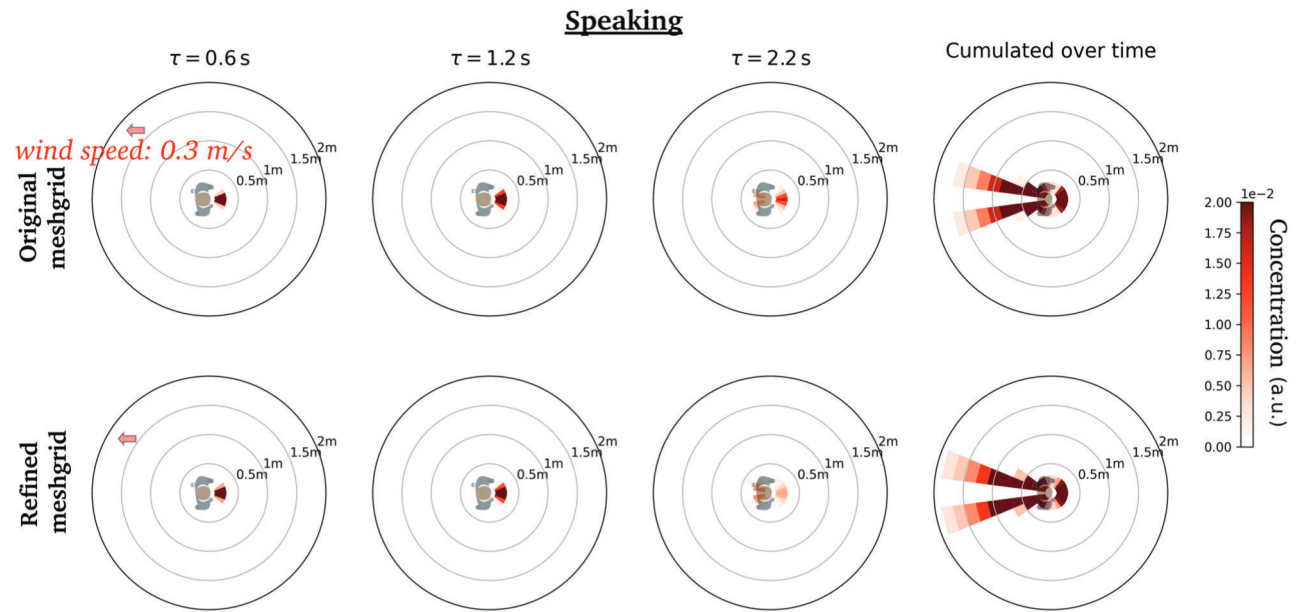 Speaking
τ = 0.6 s
τ = 1.2 s
τ = 2.2 s
Cumulated over time
wind speed: 0.3 m/s
Original
meshgrid
0.5m
1m
1.5m
2m
0.5m
1m
1.5m
2m
0.5m
1m
1.5m
2m
0.5m
1m
1.5m
2m
1e−2
2.00
1.75
1.50
1.25
1.00
0.75
0.50
0.25
0.00
Concentration (a.u.)
Refined
meshgrid
0.5m
1m
1.5m
2m
0.5m
1m
1.5m
2m
0.5m
1m
1.5m
2m
0.5m
1m
1.5m
2m